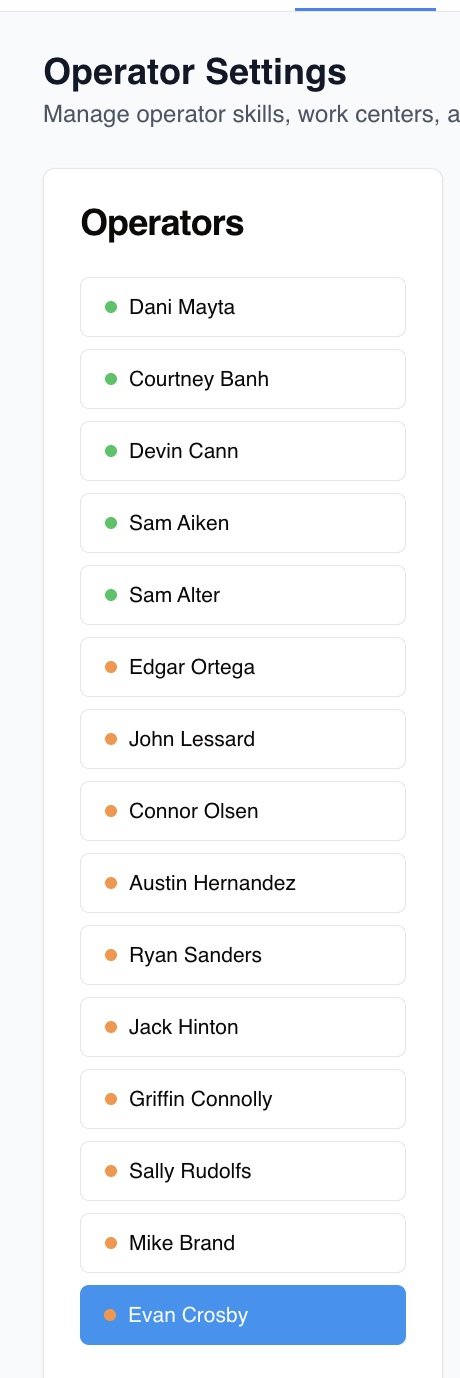 Operator Settings
Manage operator skills, work centers, a
Operators
Dani Mayta
Courtney Banh
Devin Cann
Sam Aiken
Sam Alter
Edgar Ortega
John Lessard
Connor Olsen
Austin Hernandez
Ryan Sanders
Jack Hinton
Griffin Connolly
Sally Rudolfs
Mike Brand
Evan Crosby